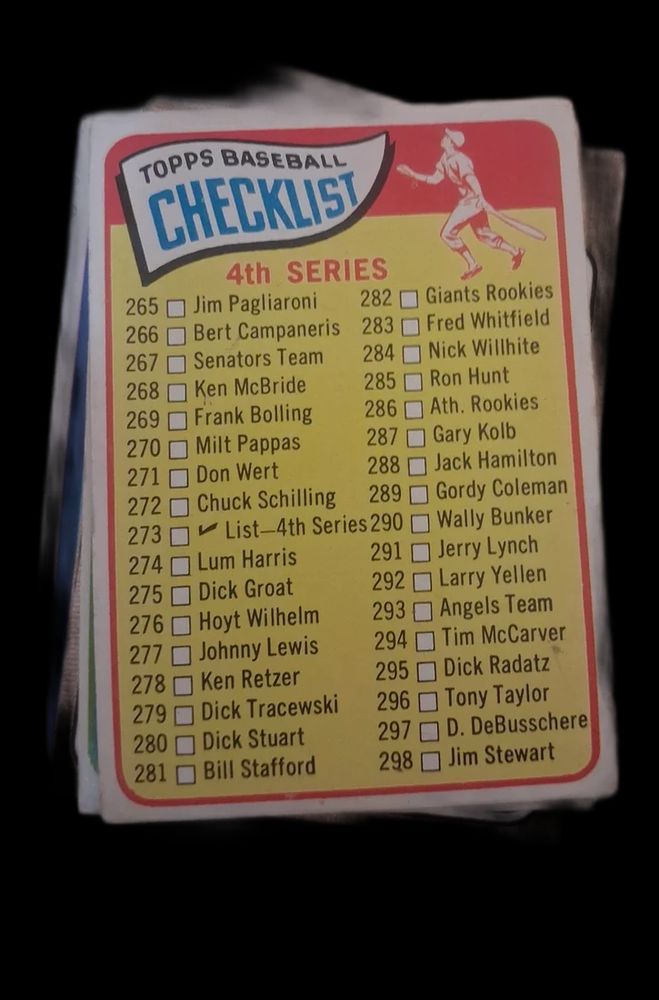 TOPPS BASEBALL
CHECKLIST
4th SERIES
265 Jim Pagliaroni
266 Bert Campaneris
267 Senators Team
268 Ken McBride
269 Frank Bolling
270 Milt Pappas
271 Don Wert
272 Chuck Schilling
273 ✓ List—4th Series
274 Lum Harris
275 Dick Groat
276 Hoyt Wilhelm
277 Johnny Lewis
278 Ken Retzer
279 Dick Tracewski
280 Dick Stuart
281 Bill Stafford
282 Giants Rookies
283 Fred Whitfield
284 Nick Willhite
285 Ron Hunt
286 Ath. Rookies
287 Gary Kolb
288 Jack Hamilton
289 Gordy Coleman
290 Wally Bunker
291 Jerry Lynch
292 Larry Yellen
293 Angels Team
294 Tim McCarver
295 Dick Radatz
296 Tony Taylor
297 D. DeBusschere
298 Jim Stewart